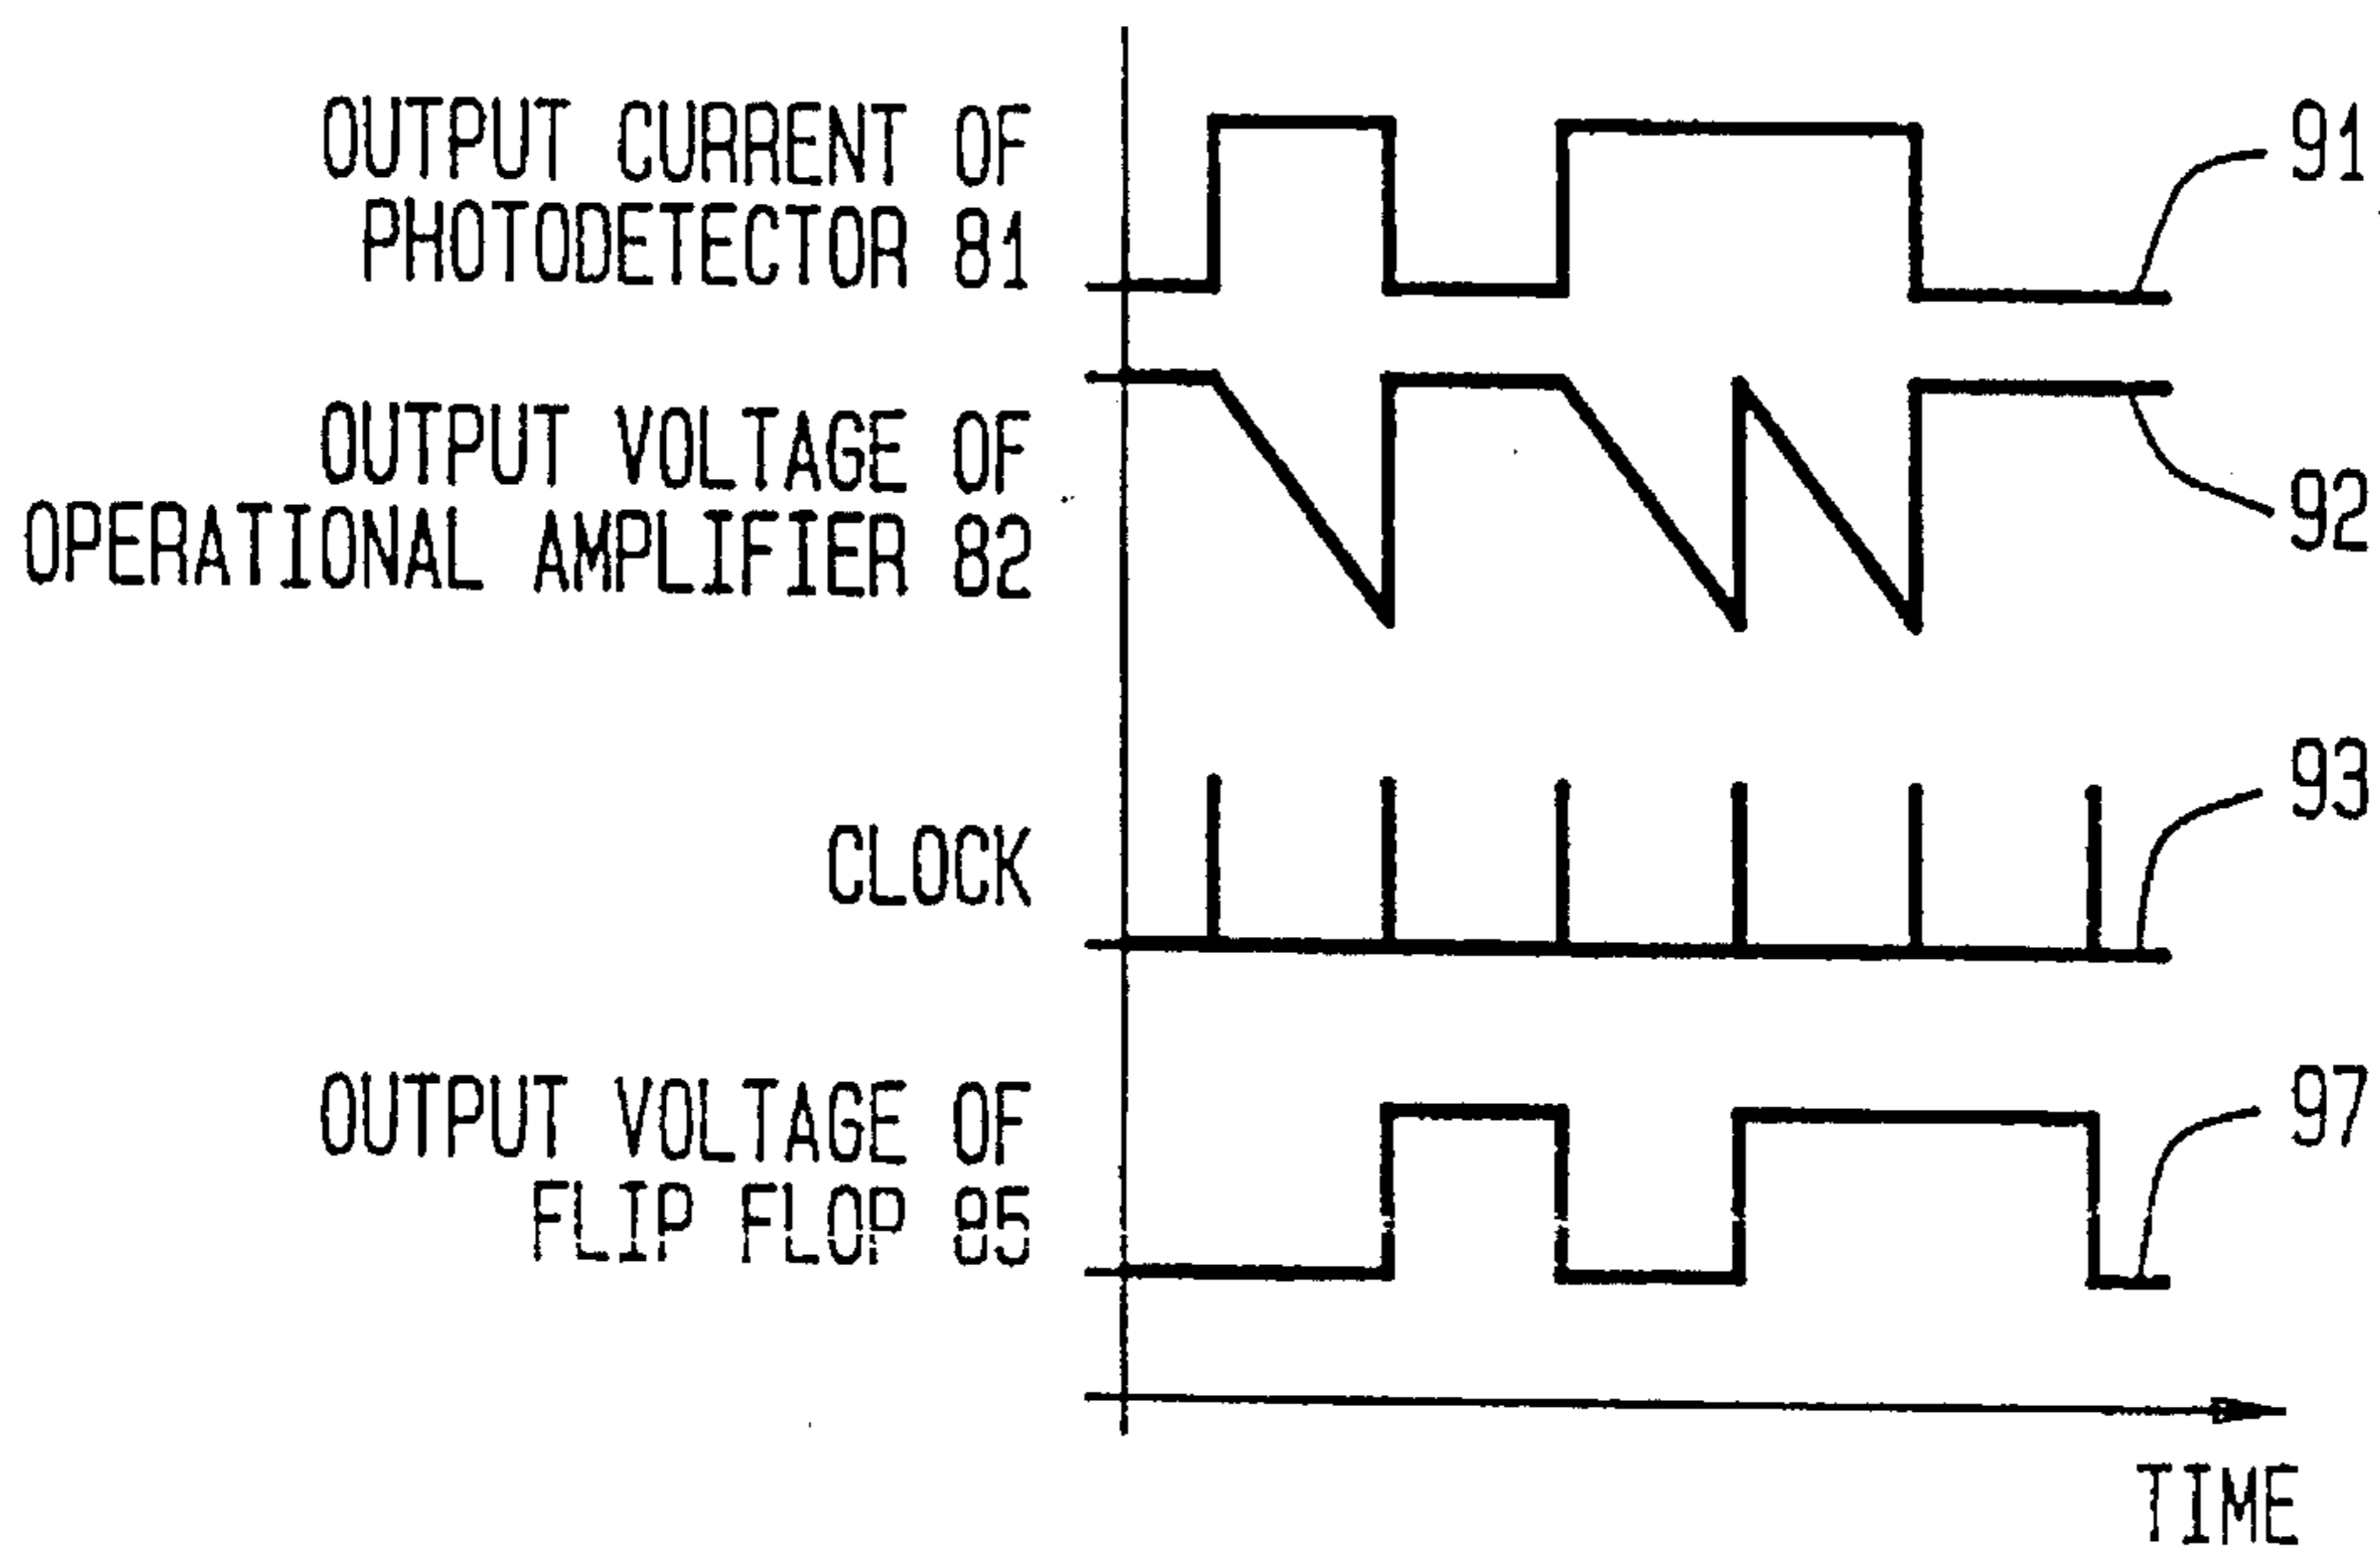 OUTPUT CURRENT OF
PHOTODETECTOR 81
91
OUTPUT VOLTAGE OF
OPERATIONAL AMPLIFIER 82
92
CLOCK
93
OUTPUT VOLTAGE OF
FLIP FLOP 85
97
TIME